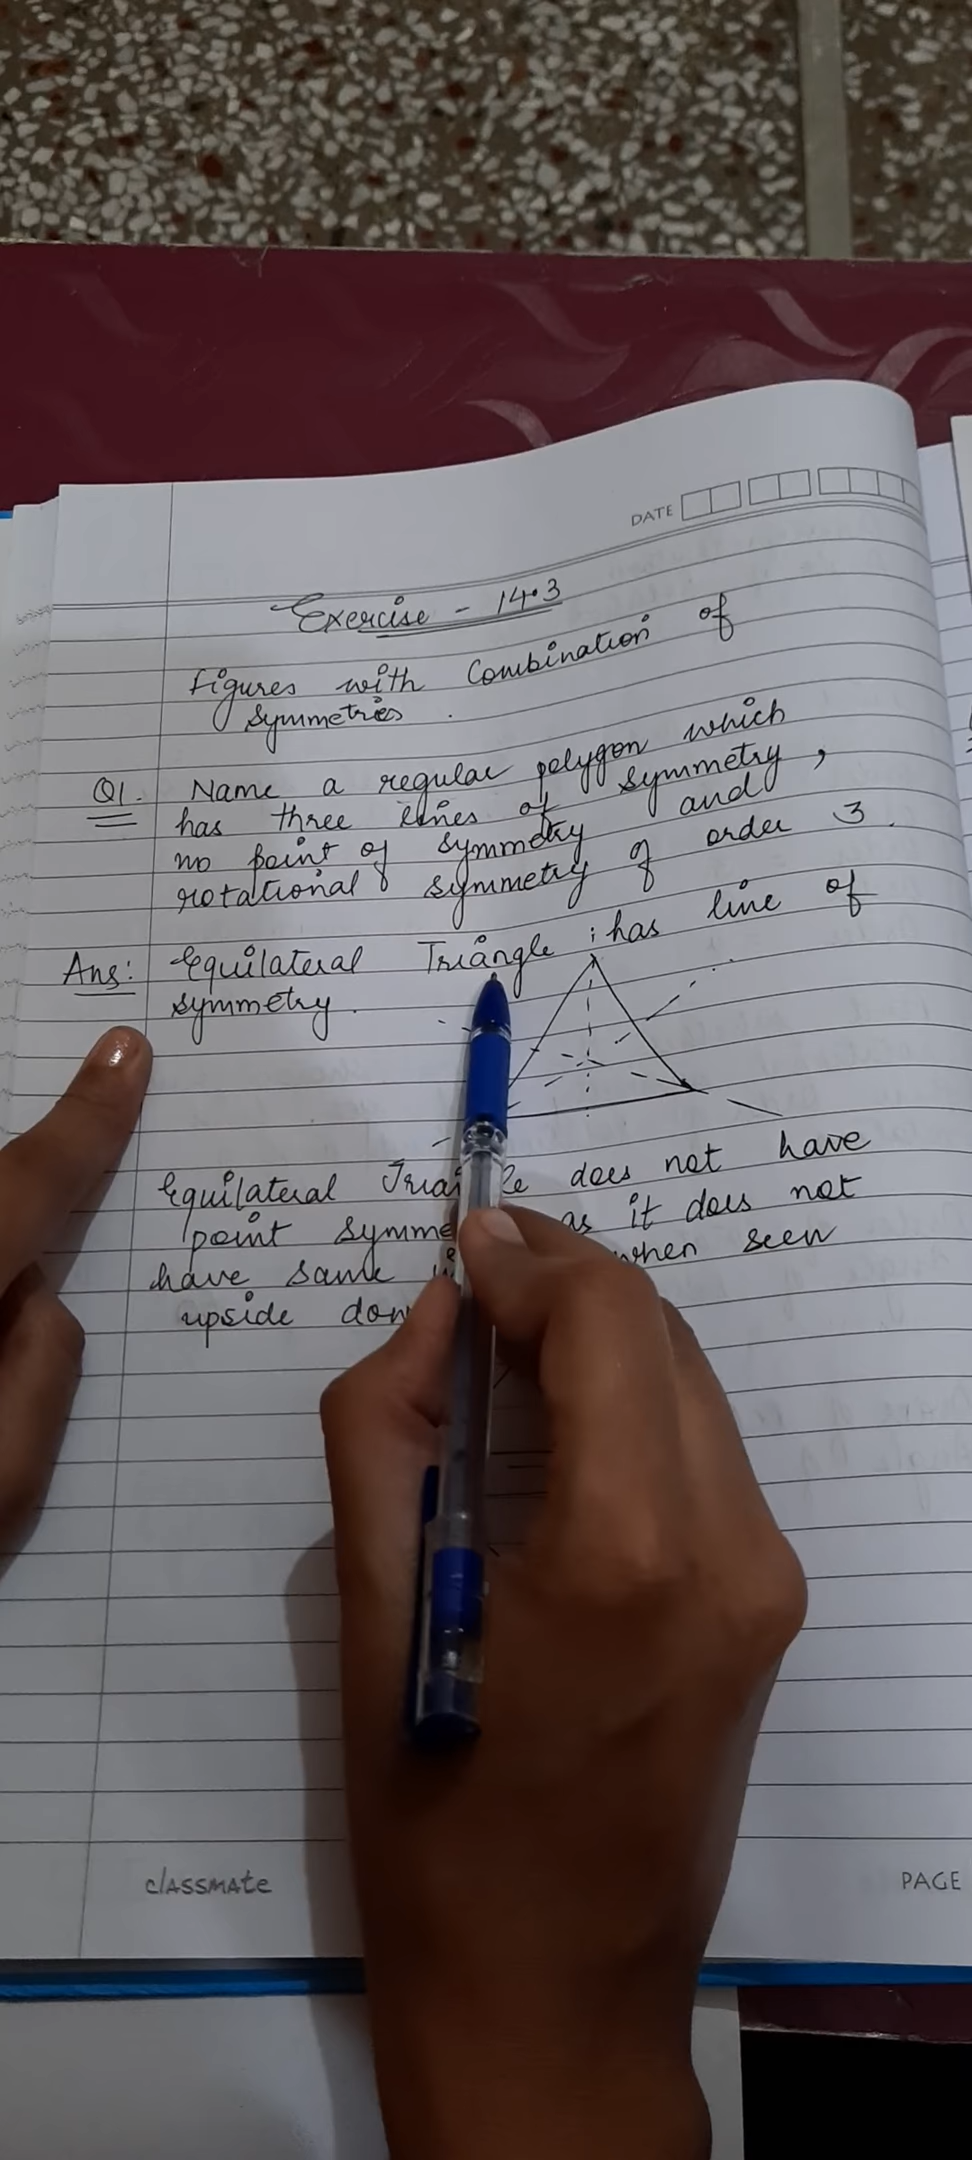 DATE
Exercise - 14.3
Figures with Combination of
Symmetries.
Q1. Name a regular polygon which
has three lines of symmetry,
no point of symmetry and
rotational symmetry of order 3.
Ans: Equilateral Triangle : has line of
symmetry.
Equilateral does not have
point as it does not
have same when seen
upside
classmate
PAGE